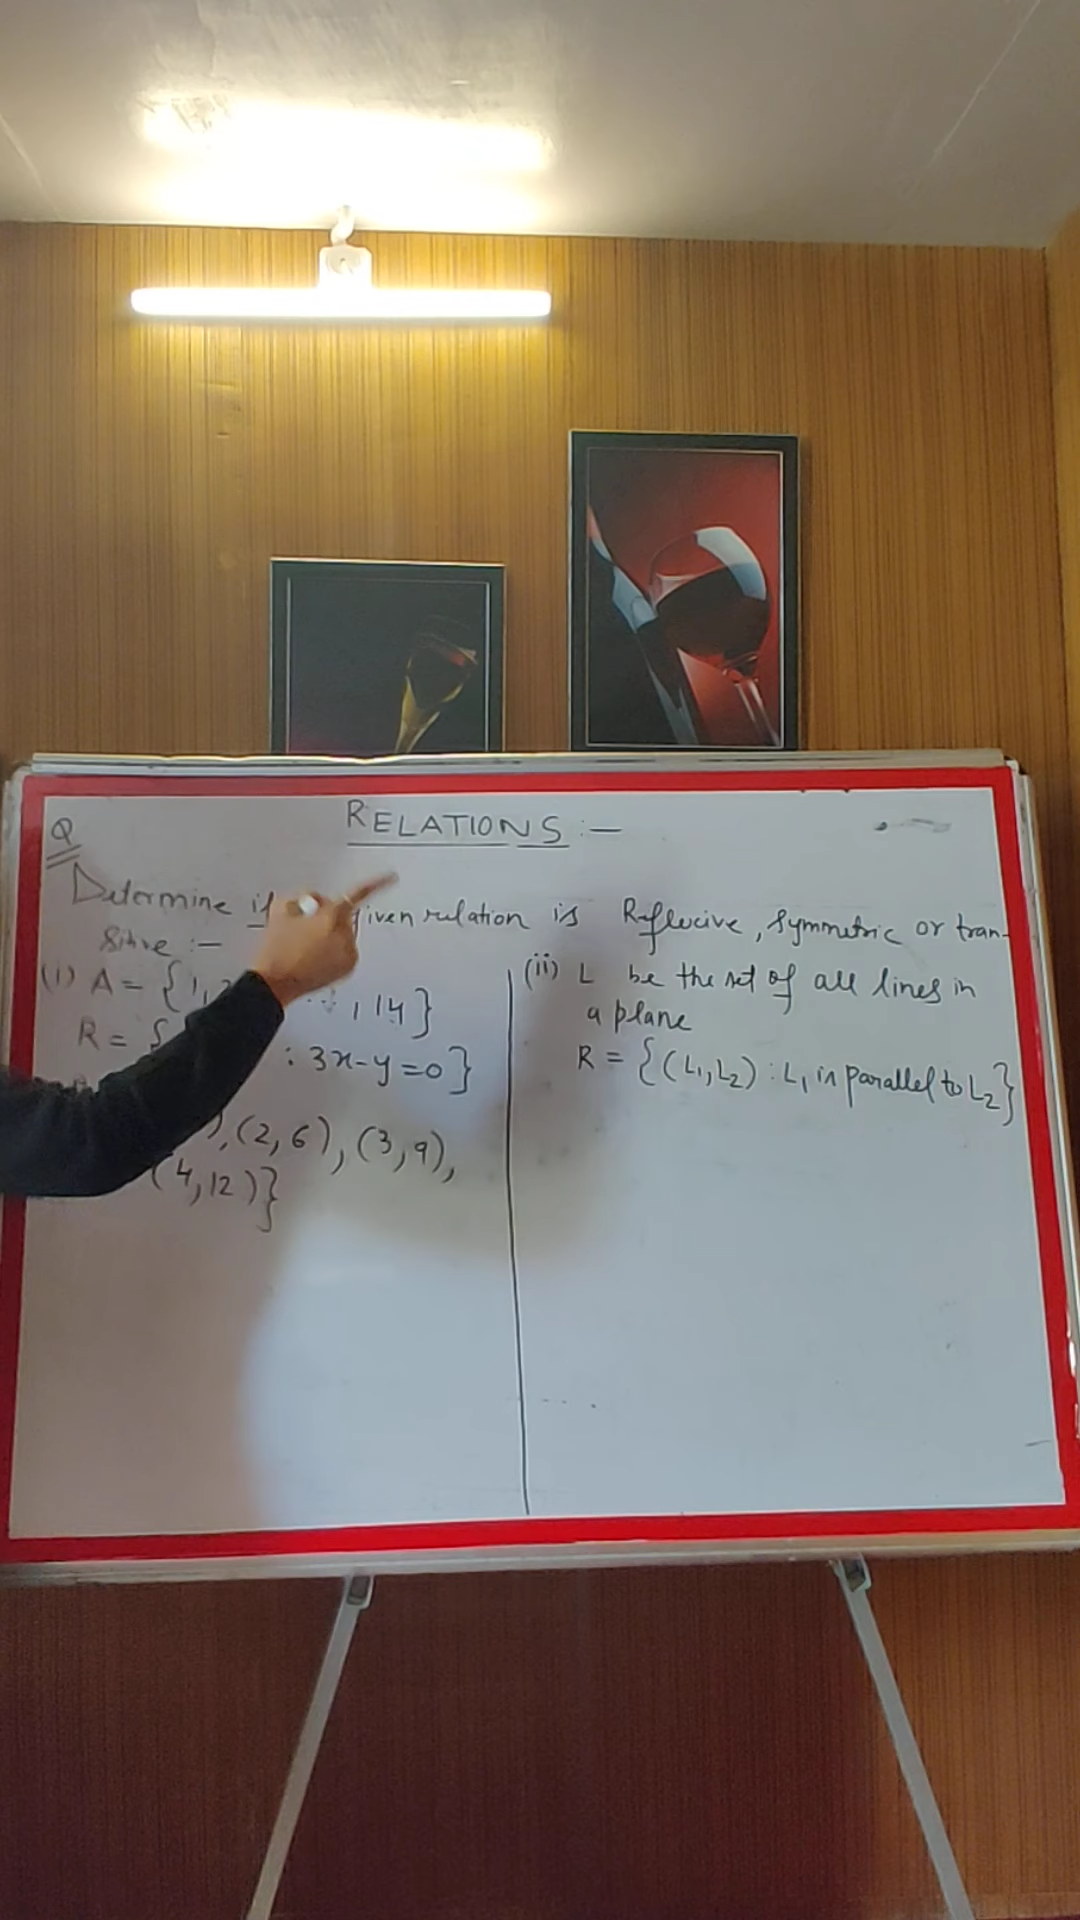 RELATIONS :-
Q
Determine if given relation is Reflexive, Symmetric or tran-
sitive :-
(i) A = {1, 2 ... , 14}
R = { : 3x-y=0}
), (2,6), (3,9),
(4,12)}
(ii) L be the set of all lines in
a plane
R = {(L₁,L₂) : L₁ is parallel to L₂}